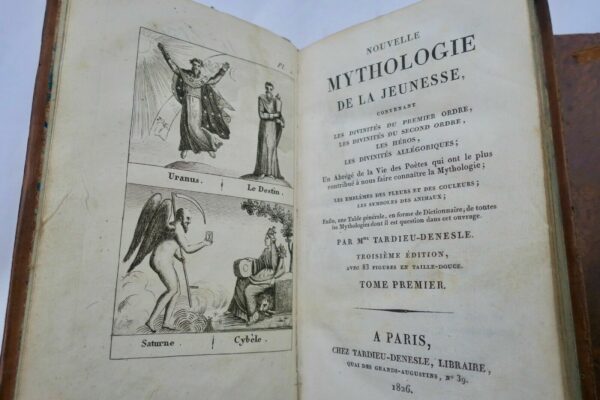 Pl. 1.
Uranus.
Le Destin.
Saturne.
Cybèle.
NOUVELLE
MYTHOLOGIE
DE LA JEUNESSE,
CONTENANT
LES DIVINITÉS DU PREMIER ORDRE,
LES DIVINITÉS DU SECOND ORDRE,
LES HÉROS,
LES DIVINITÉS ALLÉGORIQUES;
Un Abrégé de la Vie des Poètes qui ont le plus
contribué à nous faire connaître la Mythologie;
LES EMBLÈMES DES FLEURS ET DES COULEURS;
LES SYMBOLES DES ANIMAUX;
Enfin, une Table générale, en forme de Dictionnaire, de toutes
les Mythologies dont il est question dans cet ouvrage.
PAR Mme TARDIEU-DENESLE.
TROISIÈME ÉDITION,
AVEC 83 FIGURES EN TAILLE-DOUCE.
TOME PREMIER.
A PARIS,
CHEZ TARDIEU-DENESLE, LIBRAIRE,
QUAI DES GRANDS-AUGUSTINS, Nº 39.
1826.